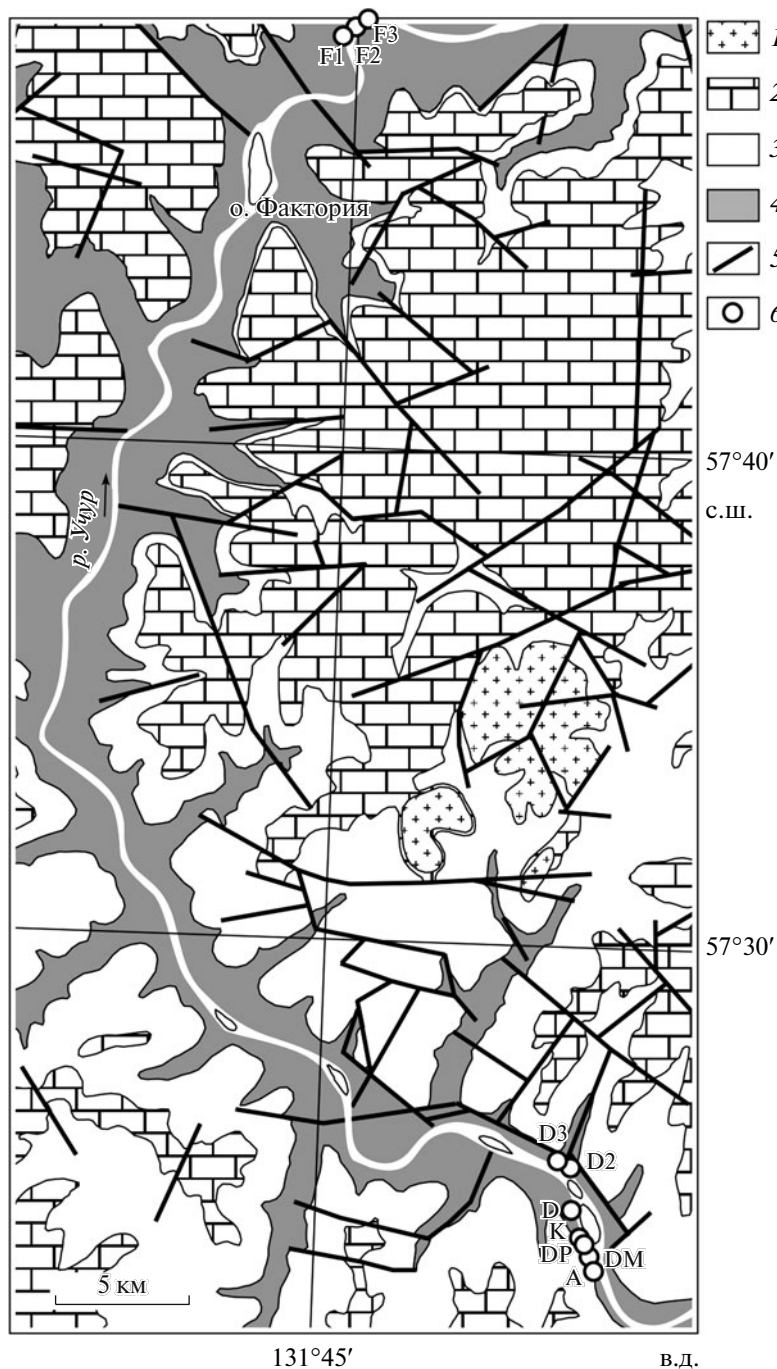 F1
F2
F3
1
2
3
4
5
6
о. Фактория
57°40′
с.ш.
р. Учур
57°30′
D3
D2
D
K
DP
DM
A
5 км
131°45′
в.д.